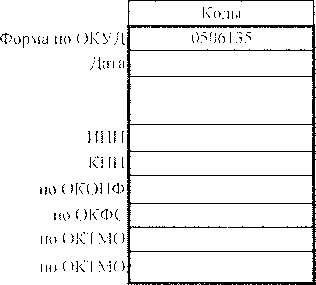 Коды
Форма по ОКУД 0506135
Дата
ИНН
КПП
по ОКОПФ
по ОКФС
по ОКТМО
по ОКТМО